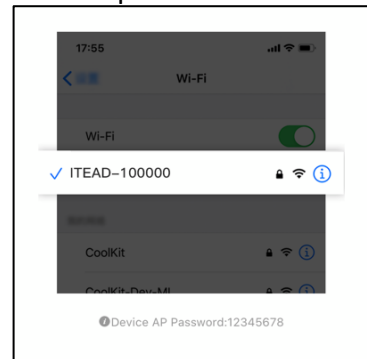 17:55
Wi-Fi
Wi-Fi
ITEAD-100000
CoolKit
CoolKit-Dev-MI
Device AP Password:12345678